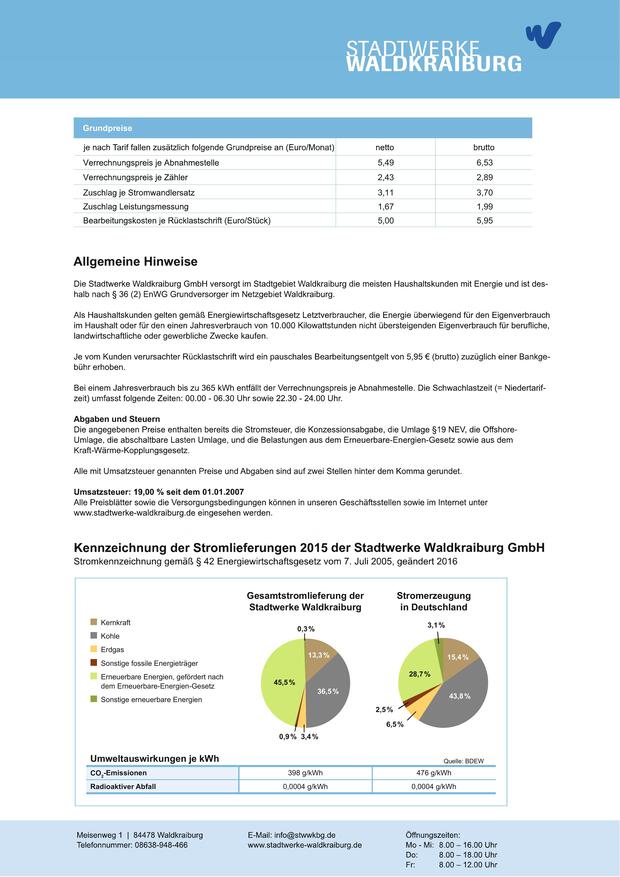 STADTWERKE
WALDKRAIBURG
Grundpreise
je nach Tarif fallen zusätzlich folgende Grundpreise an (Euro/Monat) netto brutto
Verrechnungspreis je Abnahmestelle 5,49 6,53
Verrechnungspreis je Zähler 2,43 2,89
Zuschlag je Stromwandlersatz 3,11 3,70
Zuschlag Leistungsmessung 1,67 1,99
Bearbeitungskosten je Rücklastschrift (Euro/Stück) 5,00 5,95
Allgemeine Hinweise
Die Stadtwerke Waldkraiburg GmbH versorgt im Stadtgebiet Waldkraiburg die meisten Haushaltskunden mit Energie und ist des-
halb nach § 36 (2) EnWG Grundversorger im Netzgebiet Waldkraiburg.
Als Haushaltskunden gelten gemäß Energiewirtschaftsgesetz Letztverbraucher, die Energie überwiegend für den Eigenverbrauch
im Haushalt oder für den einen Jahresverbrauch von 10.000 Kilowattstunden nicht übersteigenden Eigenverbrauch für berufliche,
landwirtschaftliche oder gewerbliche Zwecke kaufen.
Je vom Kunden verursachter Rücklastschrift wird ein pauschales Bearbeitungsentgelt von 5,95 € (brutto) zuzüglich einer Bankge-
bühr erhoben.
Bei einem Jahresverbrauch bis zu 365 kWh entfällt der Verrechnungspreis je Abnahmestelle. Die Schwachlastzeit (= Niedertarif-
zeit) umfasst folgende Zeiten: 00.00 - 06.30 Uhr sowie 22.30 - 24.00 Uhr.
Abgaben und Steuern
Die angegebenen Preise enthalten bereits die Stromsteuer, die Konzessionsabgabe, die Umlage §19 NEV, die Offshore-
Umlage, die abschaltbare Lasten Umlage, und die Belastungen aus dem Erneuerbare-Energien-Gesetz sowie aus dem
Kraft-Wärme-Kopplungsgesetz.
Alle mit Umsatzsteuer genannten Preise und Abgaben sind auf zwei Stellen hinter dem Komma gerundet.
Umsatzsteuer: 19,00 % seit dem 01.01.2007
Alle Preisblätter sowie die Versorgungsbedingungen können in unseren Geschäftsstellen sowie im Internet unter
www.stadtwerke-waldkraiburg.de eingesehen werden.
Kennzeichnung der Stromlieferungen 2015 der Stadtwerke Waldkraiburg GmbH
Stromkennzeichnung gemäß § 42 Energiewirtschaftsgesetz vom 7. Juli 2005, geändert 2016
Kernkraft
Kohle
Erdgas
Sonstige fossile Energieträger
Erneuerbare Energien, gefördert nach
dem Erneuerbare-Energien-Gesetz
Sonstige erneuerbare Energien
Gesamtstromlieferung der
Stadtwerke Waldkraiburg
0,3 %
13,3 %
45,5 %
36,5 %
0,9 % 3,4 %
Stromerzeugung
in Deutschland
3,1 %
15,4 %
28,7 %
43,8 %
2,5 %
6,5 %
Umweltauswirkungen je kWh Quelle: BDEW
CO2-Emissionen 398 g/kWh 476 g/kWh
Radioaktiver Abfall 0,0004 g/kWh 0,0004 g/kWh
Meisenweg 1 | 84478 Waldkraiburg
Telefonnummer: 08638-948-466
E-Mail: info@stwwkbg.de
www.stadtwerke-waldkraiburg.de
Öffnungszeiten:
Mo - Mi: 8.00 – 16.00 Uhr
Do: 8.00 – 18.00 Uhr
Fr: 8.00 – 12.00 Uhr